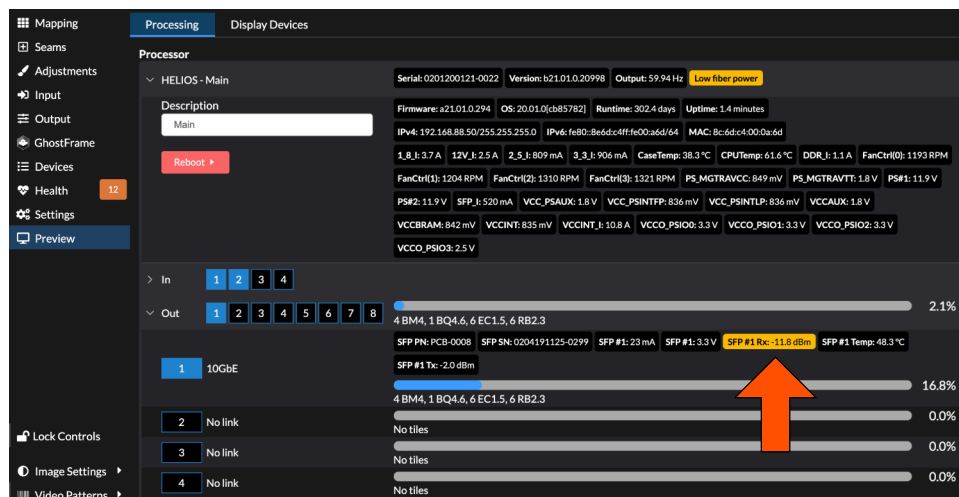 Mapping
Seams
Adjustments
Input
Output
GhostFrame
Devices
Health 12
Settings
Preview
Lock Controls
Image Settings
Video Patterns
Processing Display Devices
Processor
HELIOS - Main Serial: 0201200121-0022 Version: b21.01.0.20998 Output: 59.94 Hz Low fiber power
Description
Main
Reboot
Firmware: a21.01.0.294 OS: 20.01.0[cb85782] Runtime: 302.4 days Uptime: 1.4 minutes
IPv4: 192.168.88.50/255.255.255.0 IPv6: fe80::8e6d:c4ff:fe00:a6d/64 MAC: 8c:6d:c4:00:0a:6d
1_8_I: 3.7 A 12V_I: 2.5 A 2_5_I: 809 mA 3_3_I: 906 mA CaseTemp: 38.3 °C CPUTemp: 61.6 °C DDR_I: 1.1 A FanCtrl(0): 1193 RPM
FanCtrl(1): 1204 RPM FanCtrl(2): 1310 RPM FanCtrl(3): 1321 RPM PS_MGTRAVCC: 849 mV PS_MGTRAVTT: 1.8 V PS#1: 11.9 V
PS#2: 11.9 V SFP_I: 520 mA VCC_PSAUX: 1.8 V VCC_PSINTFP: 836 mV VCC_PSINTLP: 836 mV VCCAUX: 1.8 V
VCCBRAM: 842 mV VCCINT: 835 mV VCCINT_I: 10.8 A VCCO_PSIO0: 3.3 V VCCO_PSIO1: 3.3 V VCCO_PSIO2: 3.3 V
VCCO_PSIO3: 2.5 V
In 1 2 3 4
Out 1 2 3 4 5 6 7 8 2.1%
4 BM4, 1 BQ4.6, 6 EC1.5, 6 RB2.3
SFP PN: PCB-0008 SFP SN: 0204191125-0299 SFP #1: 23 mA SFP #1: 3.3 V SFP #1 Rx: -11.8 dBm SFP #1 Temp: 48.3 °C
1 10GbE SFP #1 Tx: -2.0 dBm
16.8%
4 BM4, 1 BQ4.6, 6 EC1.5, 6 RB2.3
2 No link 0.0%
No tiles
3 No link 0.0%
No tiles
4 No link 0.0%
No tiles